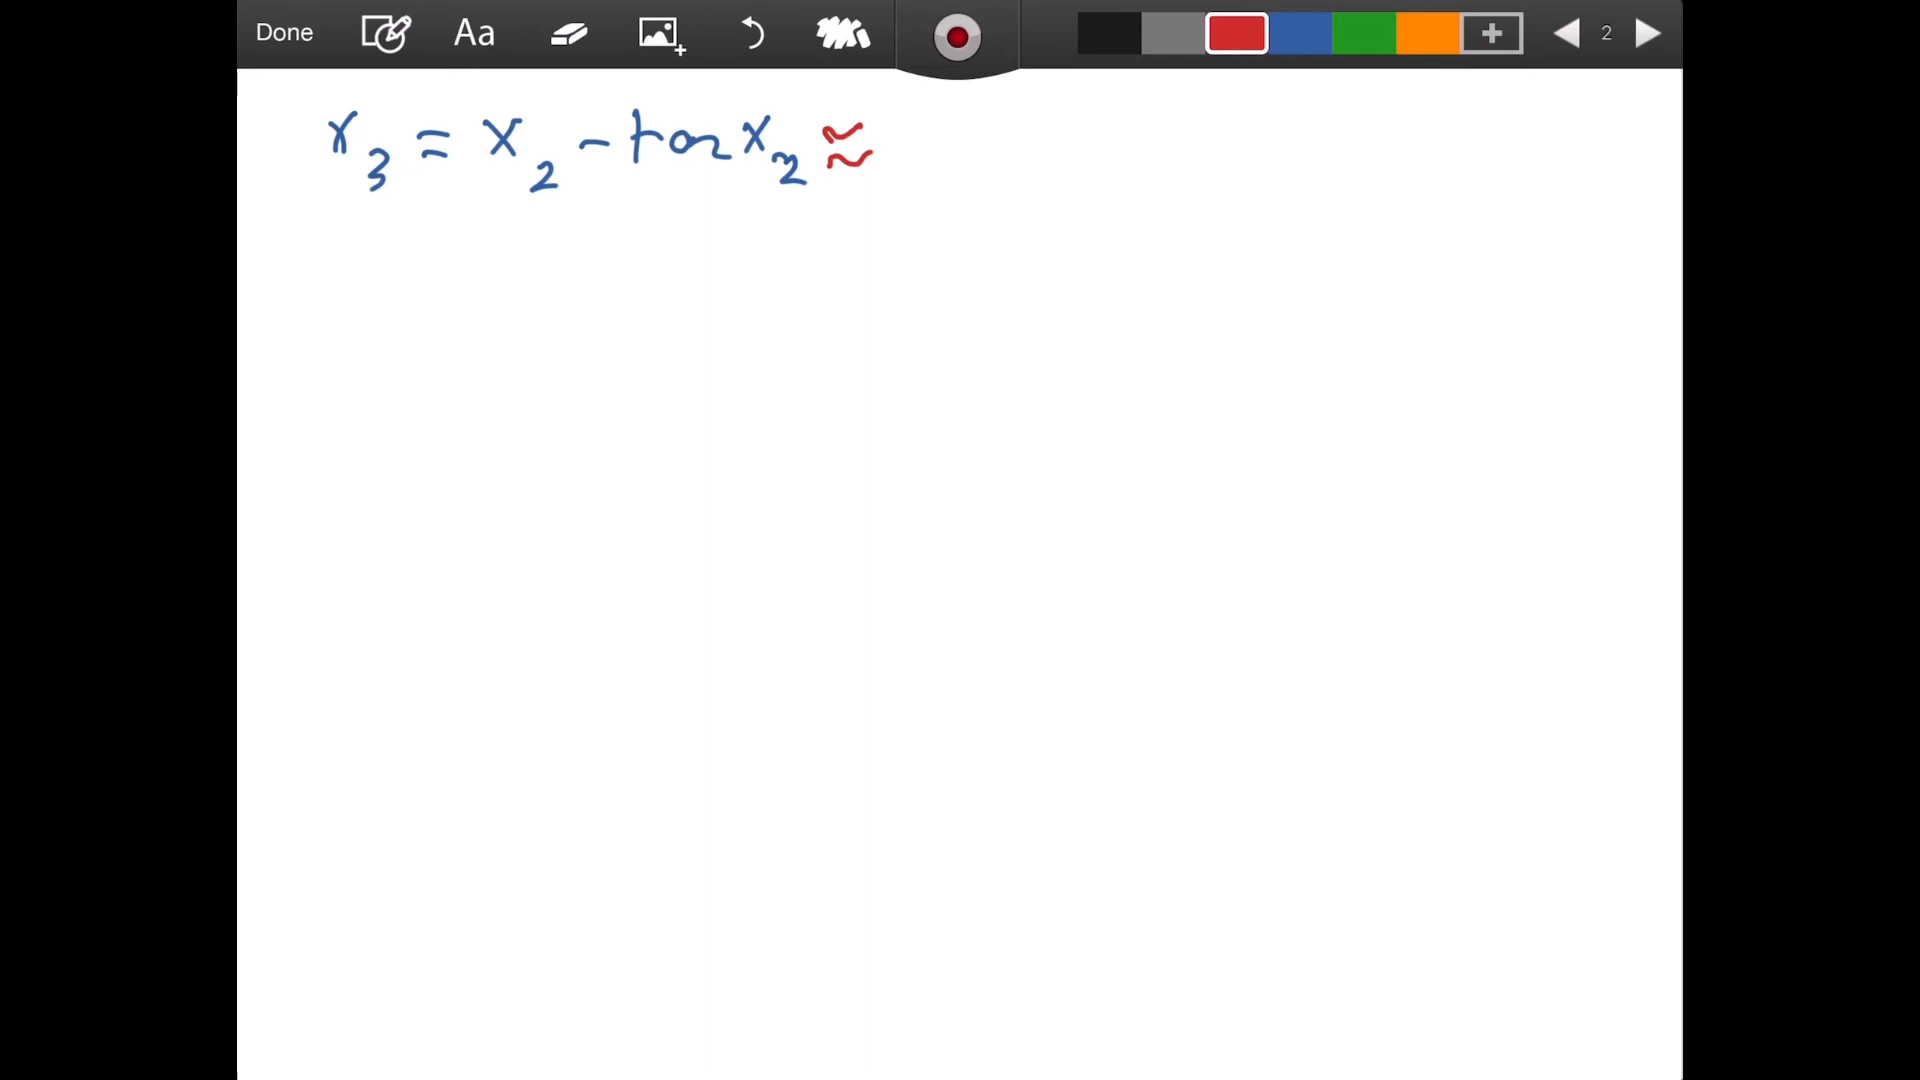 Done Aa 2
x₃ = x₂ - tan x₂ ≈